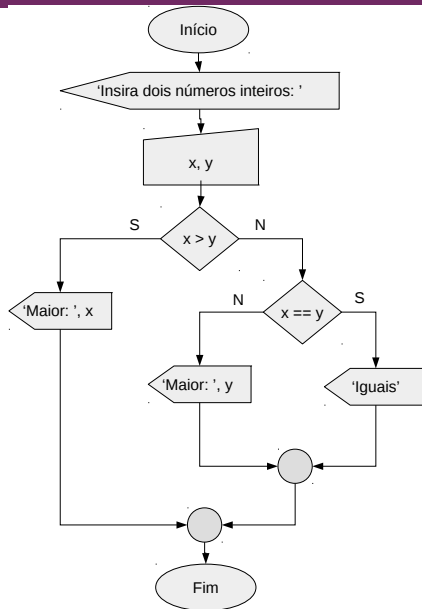 Início
‘Insira dois números inteiros: ’
x, y
S
x > y
N
‘Maior: ’, x
N
x == y
S
‘Maior: ’, y
‘Iguais’
Fim